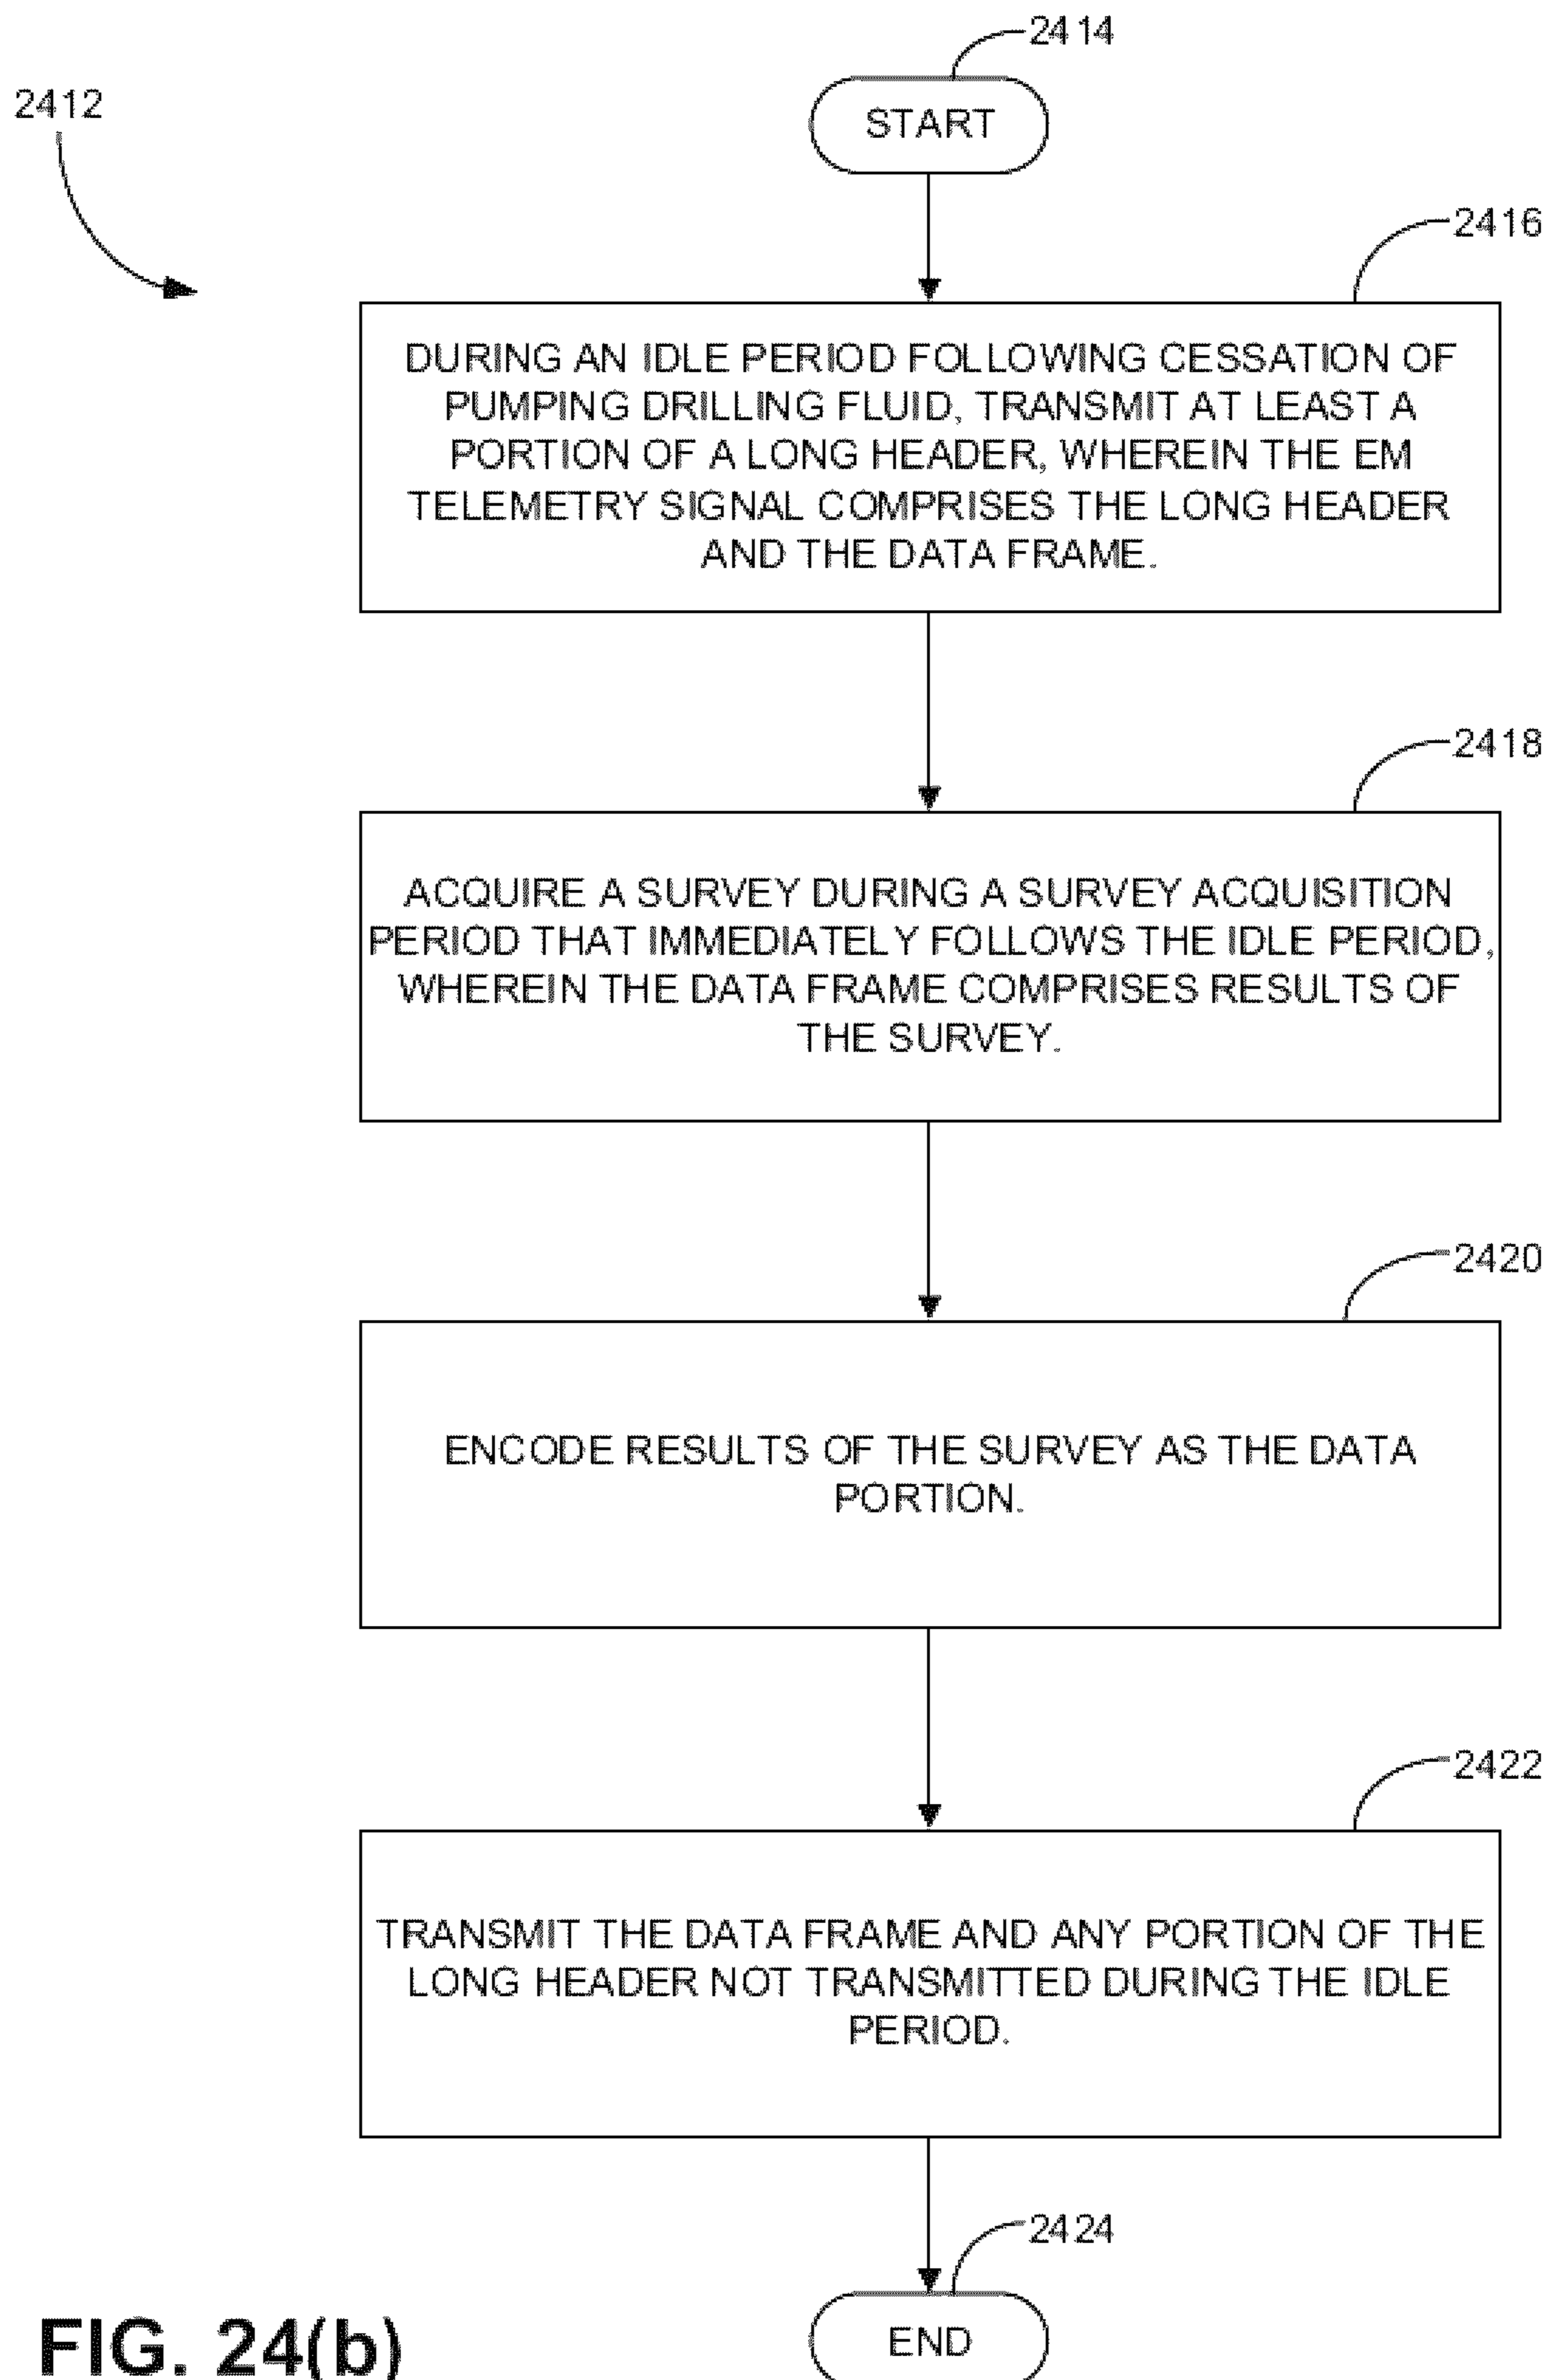 2414
2412
START
2416
DURING AN IDLE PERIOD FOLLOWING CESSATION OF
PUMPING DRILLING FLUID, TRANSMIT AT LEAST A
PORTION OF A LONG HEADER, WHEREIN THE EM
TELEMETRY SIGNAL COMPRISES THE LONG HEADER
AND THE DATA FRAME.
2418
ACQUIRE A SURVEY DURING A SURVEY ACQUISITION
PERIOD THAT IMMEDIATELY FOLLOWS THE IDLE PERIOD,
WHEREIN THE DATA FRAME COMPRISES RESULTS OF
THE SURVEY.
2420
ENCODE RESULTS OF THE SURVEY AS THE DATA
PORTION.
2422
TRANSMIT THE DATA FRAME AND ANY PORTION OF THE
LONG HEADER NOT TRANSMITTED DURING THE IDLE
PERIOD.
2424
END
FIG. 24(b)